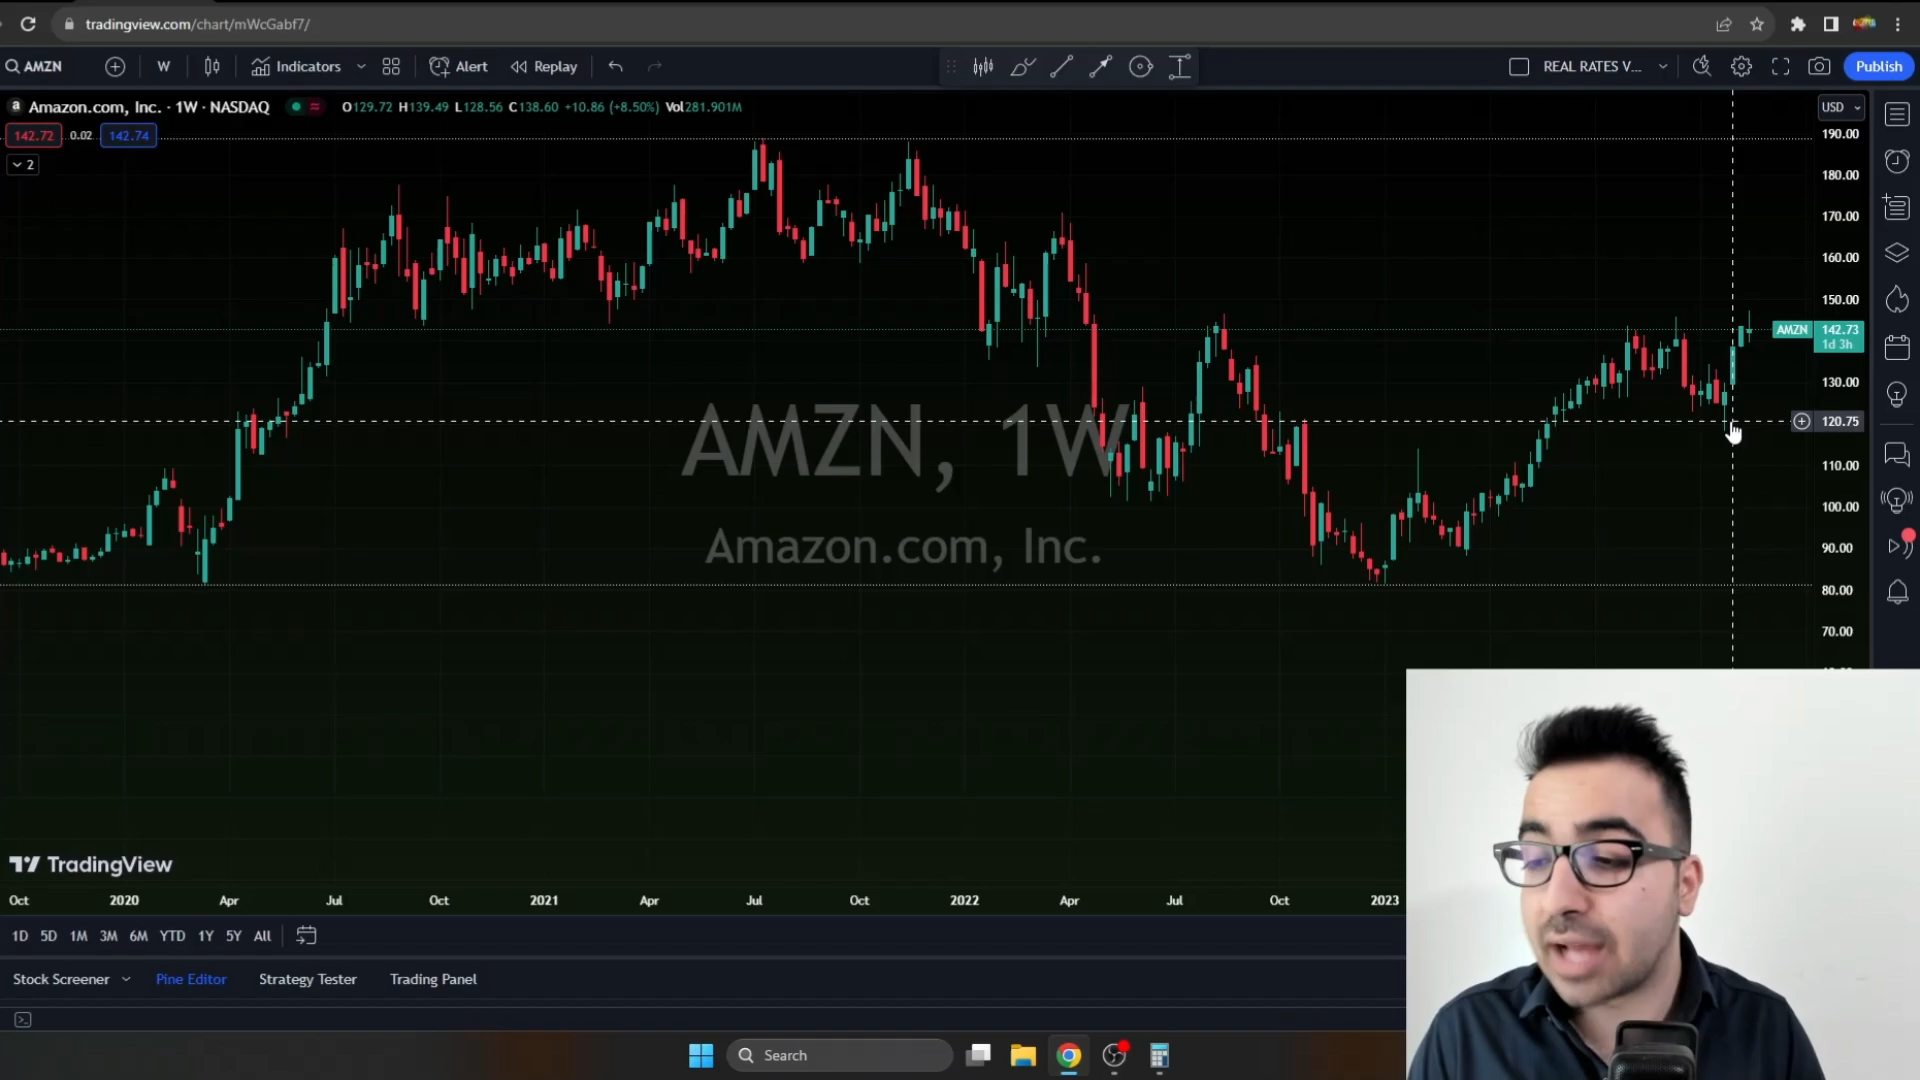 tradingview.com/chart/mWcGabf7/
AMZN W Indicators Alert Replay REAL RATES V... Publish
a Amazon.com, Inc. · 1W · NASDAQ O129.72 H139.49 L128.56 C138.60 +10.86 (+8.50%) Vol281.901M USD
142.72 0.02 142.74 190.00
2
180.00
170.00
160.00
150.00
AMZN 142.73
1d 3h
130.00
120.75
AMZN, 1W
110.00
100.00
Amazon.com, Inc.
90.00
80.00
70.00
TradingView
Oct 2020 Apr Jul Oct 2021 Apr Jul Oct 2022 Apr Jul Oct 2023
1D 5D 1M 3M 6M YTD 1Y 5Y All
Stock Screener Pine Editor Strategy Tester Trading Panel
Search